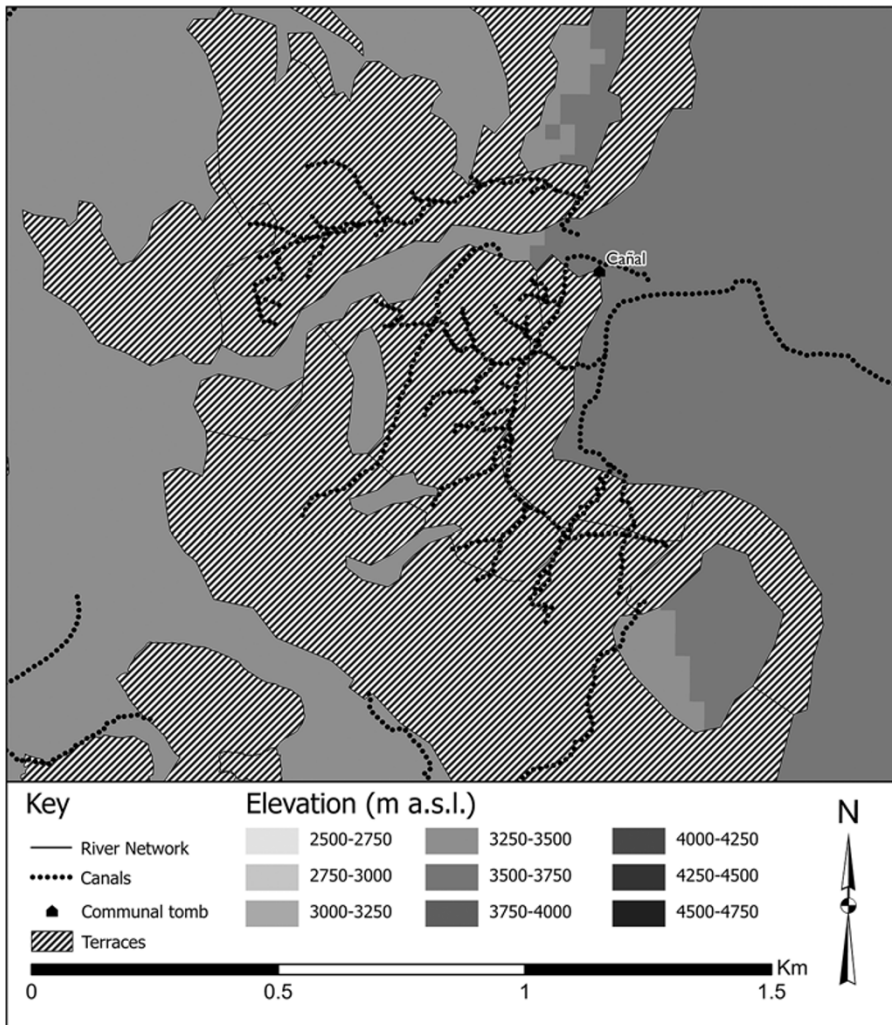 Cañal
Key
River Network
Canals
Communal tomb
Terraces
Elevation (m a.s.l.)
2500-2750
2750-3000
3000-3250
3250-3500
3500-3750
3750-4000
4000-4250
4250-4500
4500-4750
N
Km
0 0.5 1 1.5